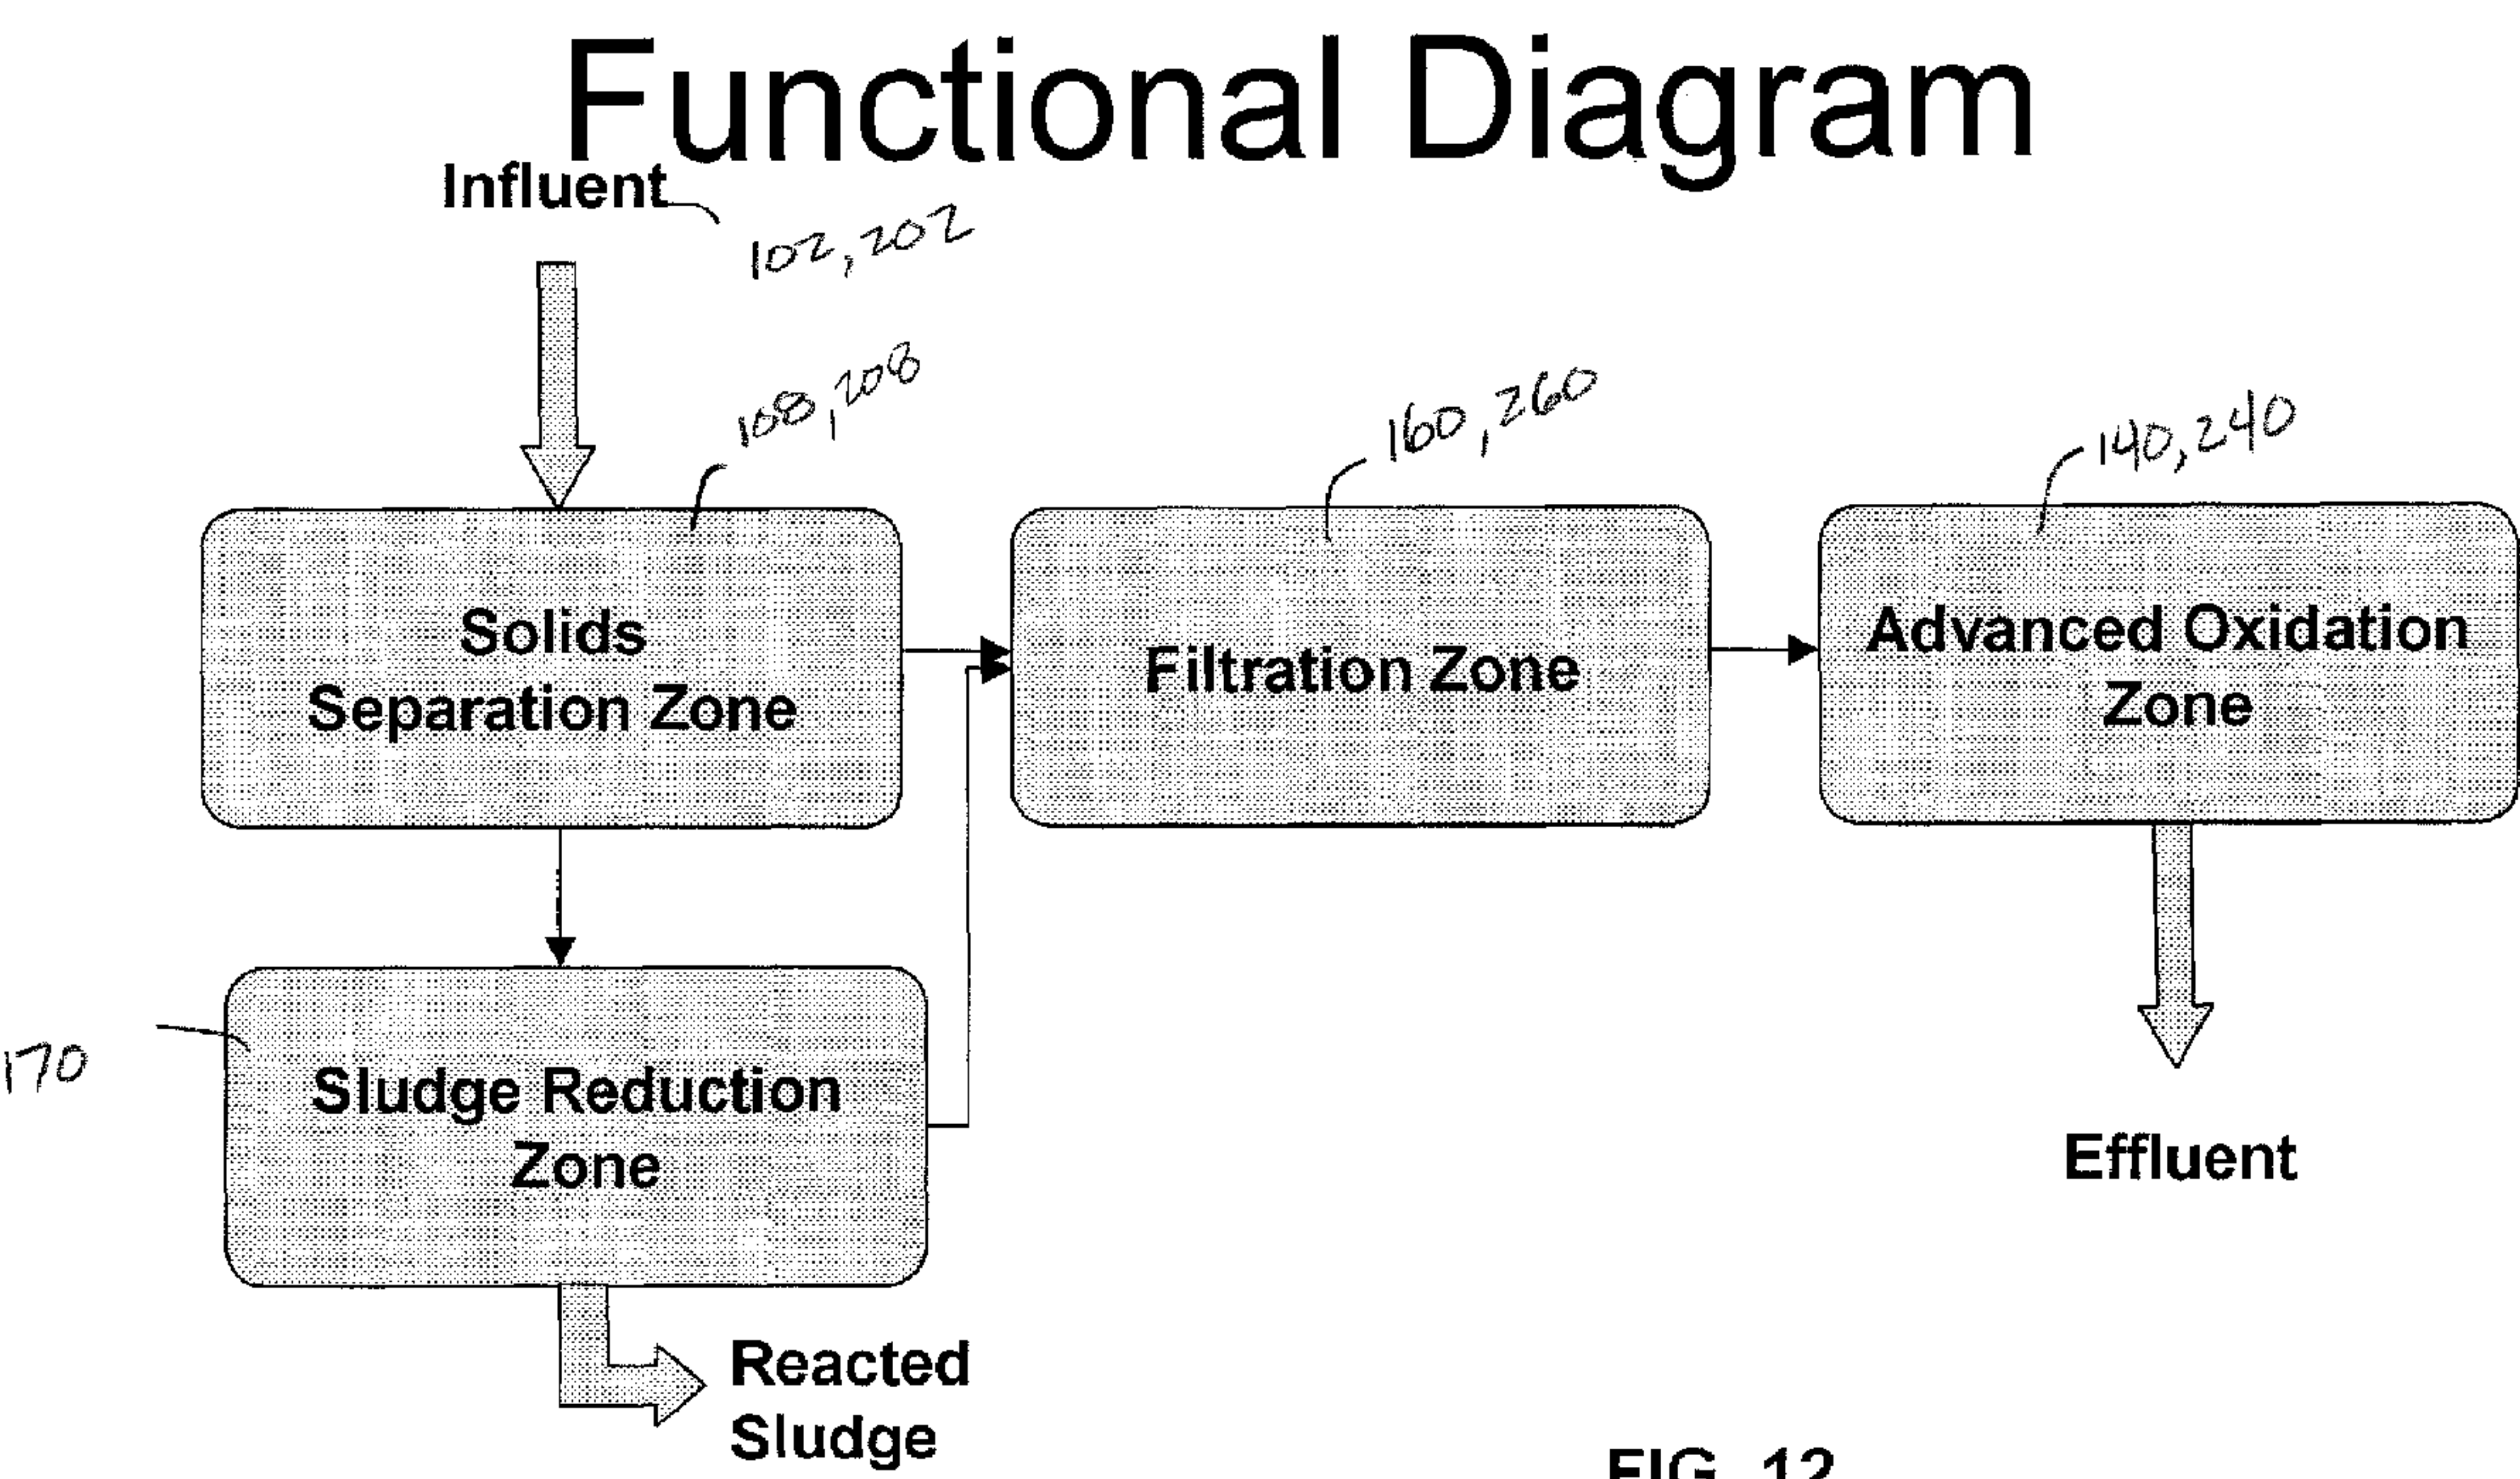 Functional Diagram
Influent
102, 202
108, 208
160, 260
140, 240
Solids
Separation Zone
Filtration Zone
Advanced Oxidation
Zone
170
Sludge Reduction
Zone
Effluent
Reacted
Sludge
FIG. 12